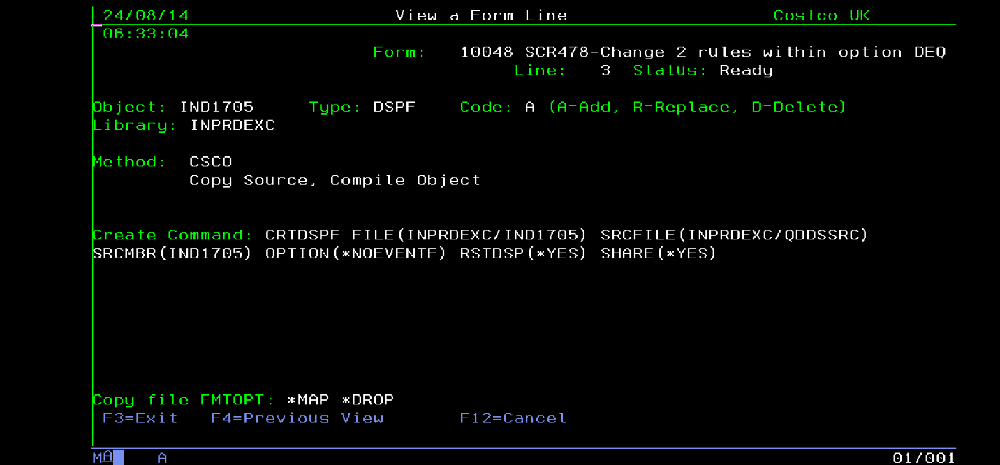 24/08/14 View a Form Line Costco UK
06:33:04
Form: 10048 SCR478-Change 2 rules within option DEQ
Line: 3 Status: Ready
Object: IND1705 Type: DSPF Code: A (A=Add, R=Replace, D=Delete)
Library: INPRDEXC
Method: CSCO
Copy Source, Compile Object
Create Command: CRTDSPF FILE(INPRDEXC/IND1705) SRCFILE(INPRDEXC/QDDSSRC)
SRCMBR(IND1705) OPTION(*NOEVENTF) RSTDSP(*YES) SHARE(*YES)
Copy file FMTOPT: *MAP *DROP
F3=Exit F4=Previous View F12=Cancel
MA A 01/001